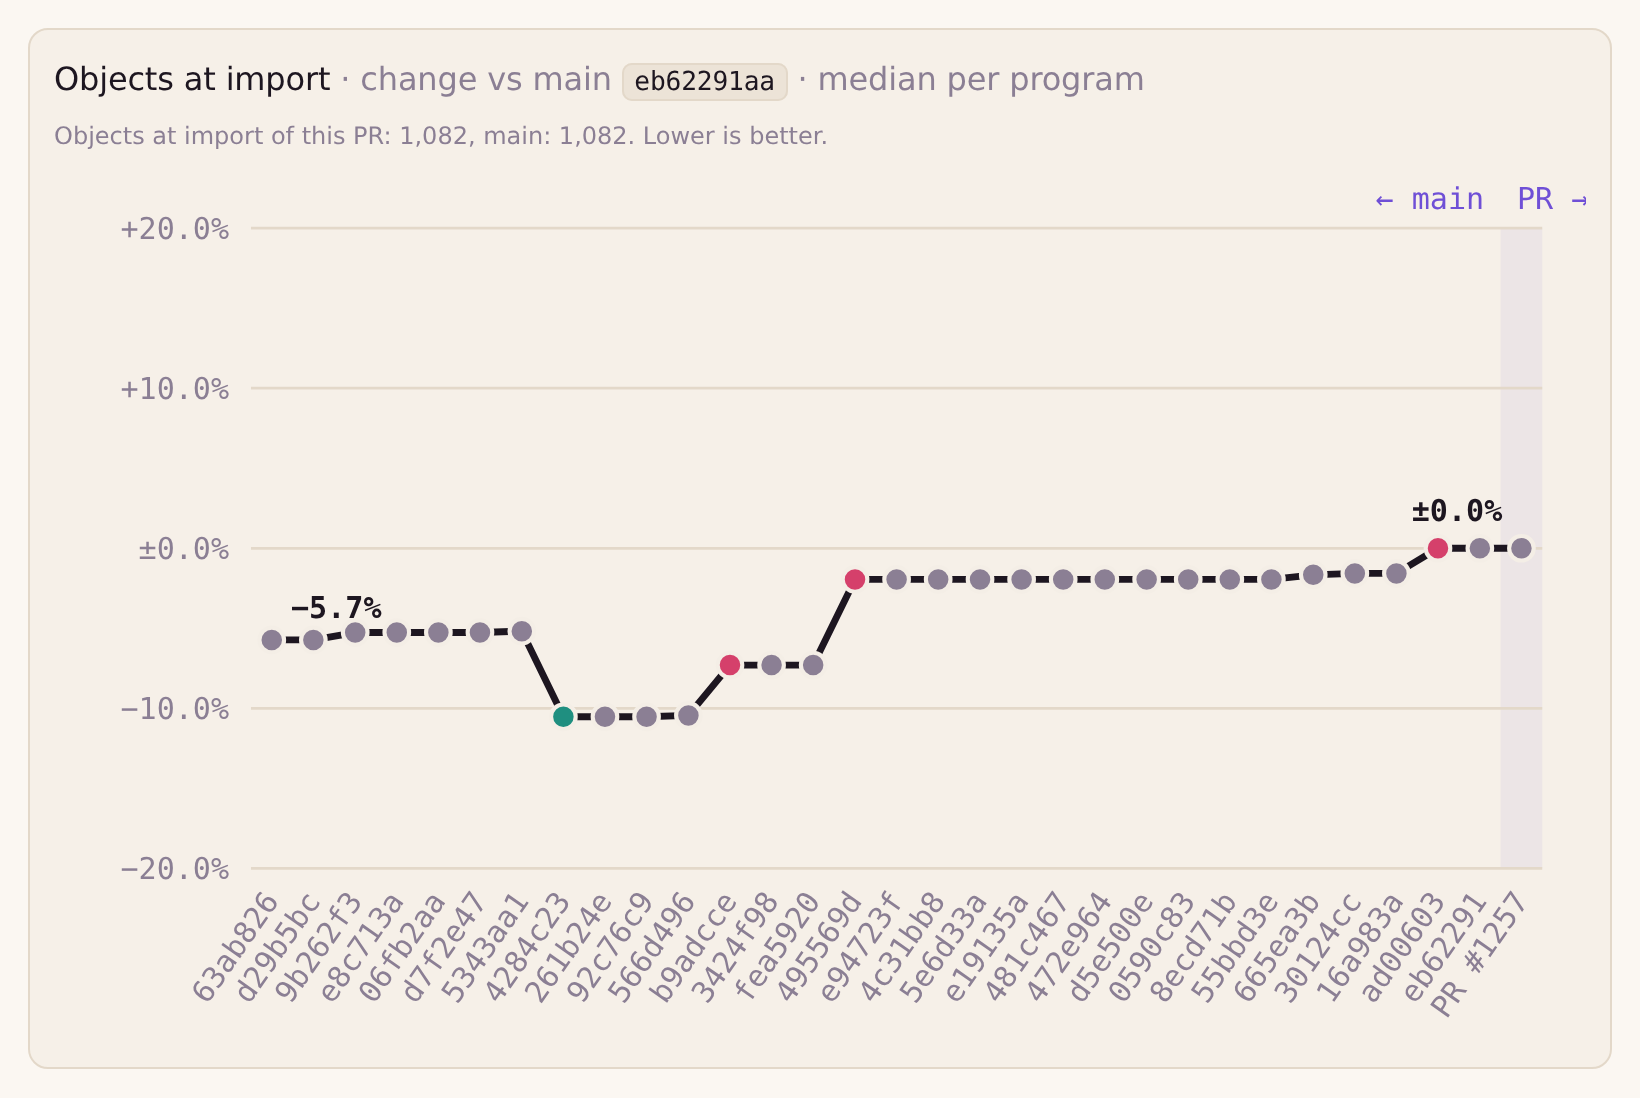 Objects at import · change vs main eb62291aa · median per program
Objects at import of this PR: 1,082, main: 1,082. Lower is better.
← main PR →
+20.0%
+10.0%
±0.0%
−10.0%
−20.0%
−5.7%
±0.0%
63ab826
d29b5bc
9b262f3
e8c713a
06fb2aa
d7f2e47
5343aa1
4284c23
261b24e
92c76c9
566d496
b9adcce
3424f98
fea5920
495569d
e94723f
4c31bb8
5e6d33a
e19135a
481c467
472e964
d5e500e
0590c83
8ecd71b
55bbd3e
665ea3b
30124cc
16a983a
ad00603
eb62291
PR #1257